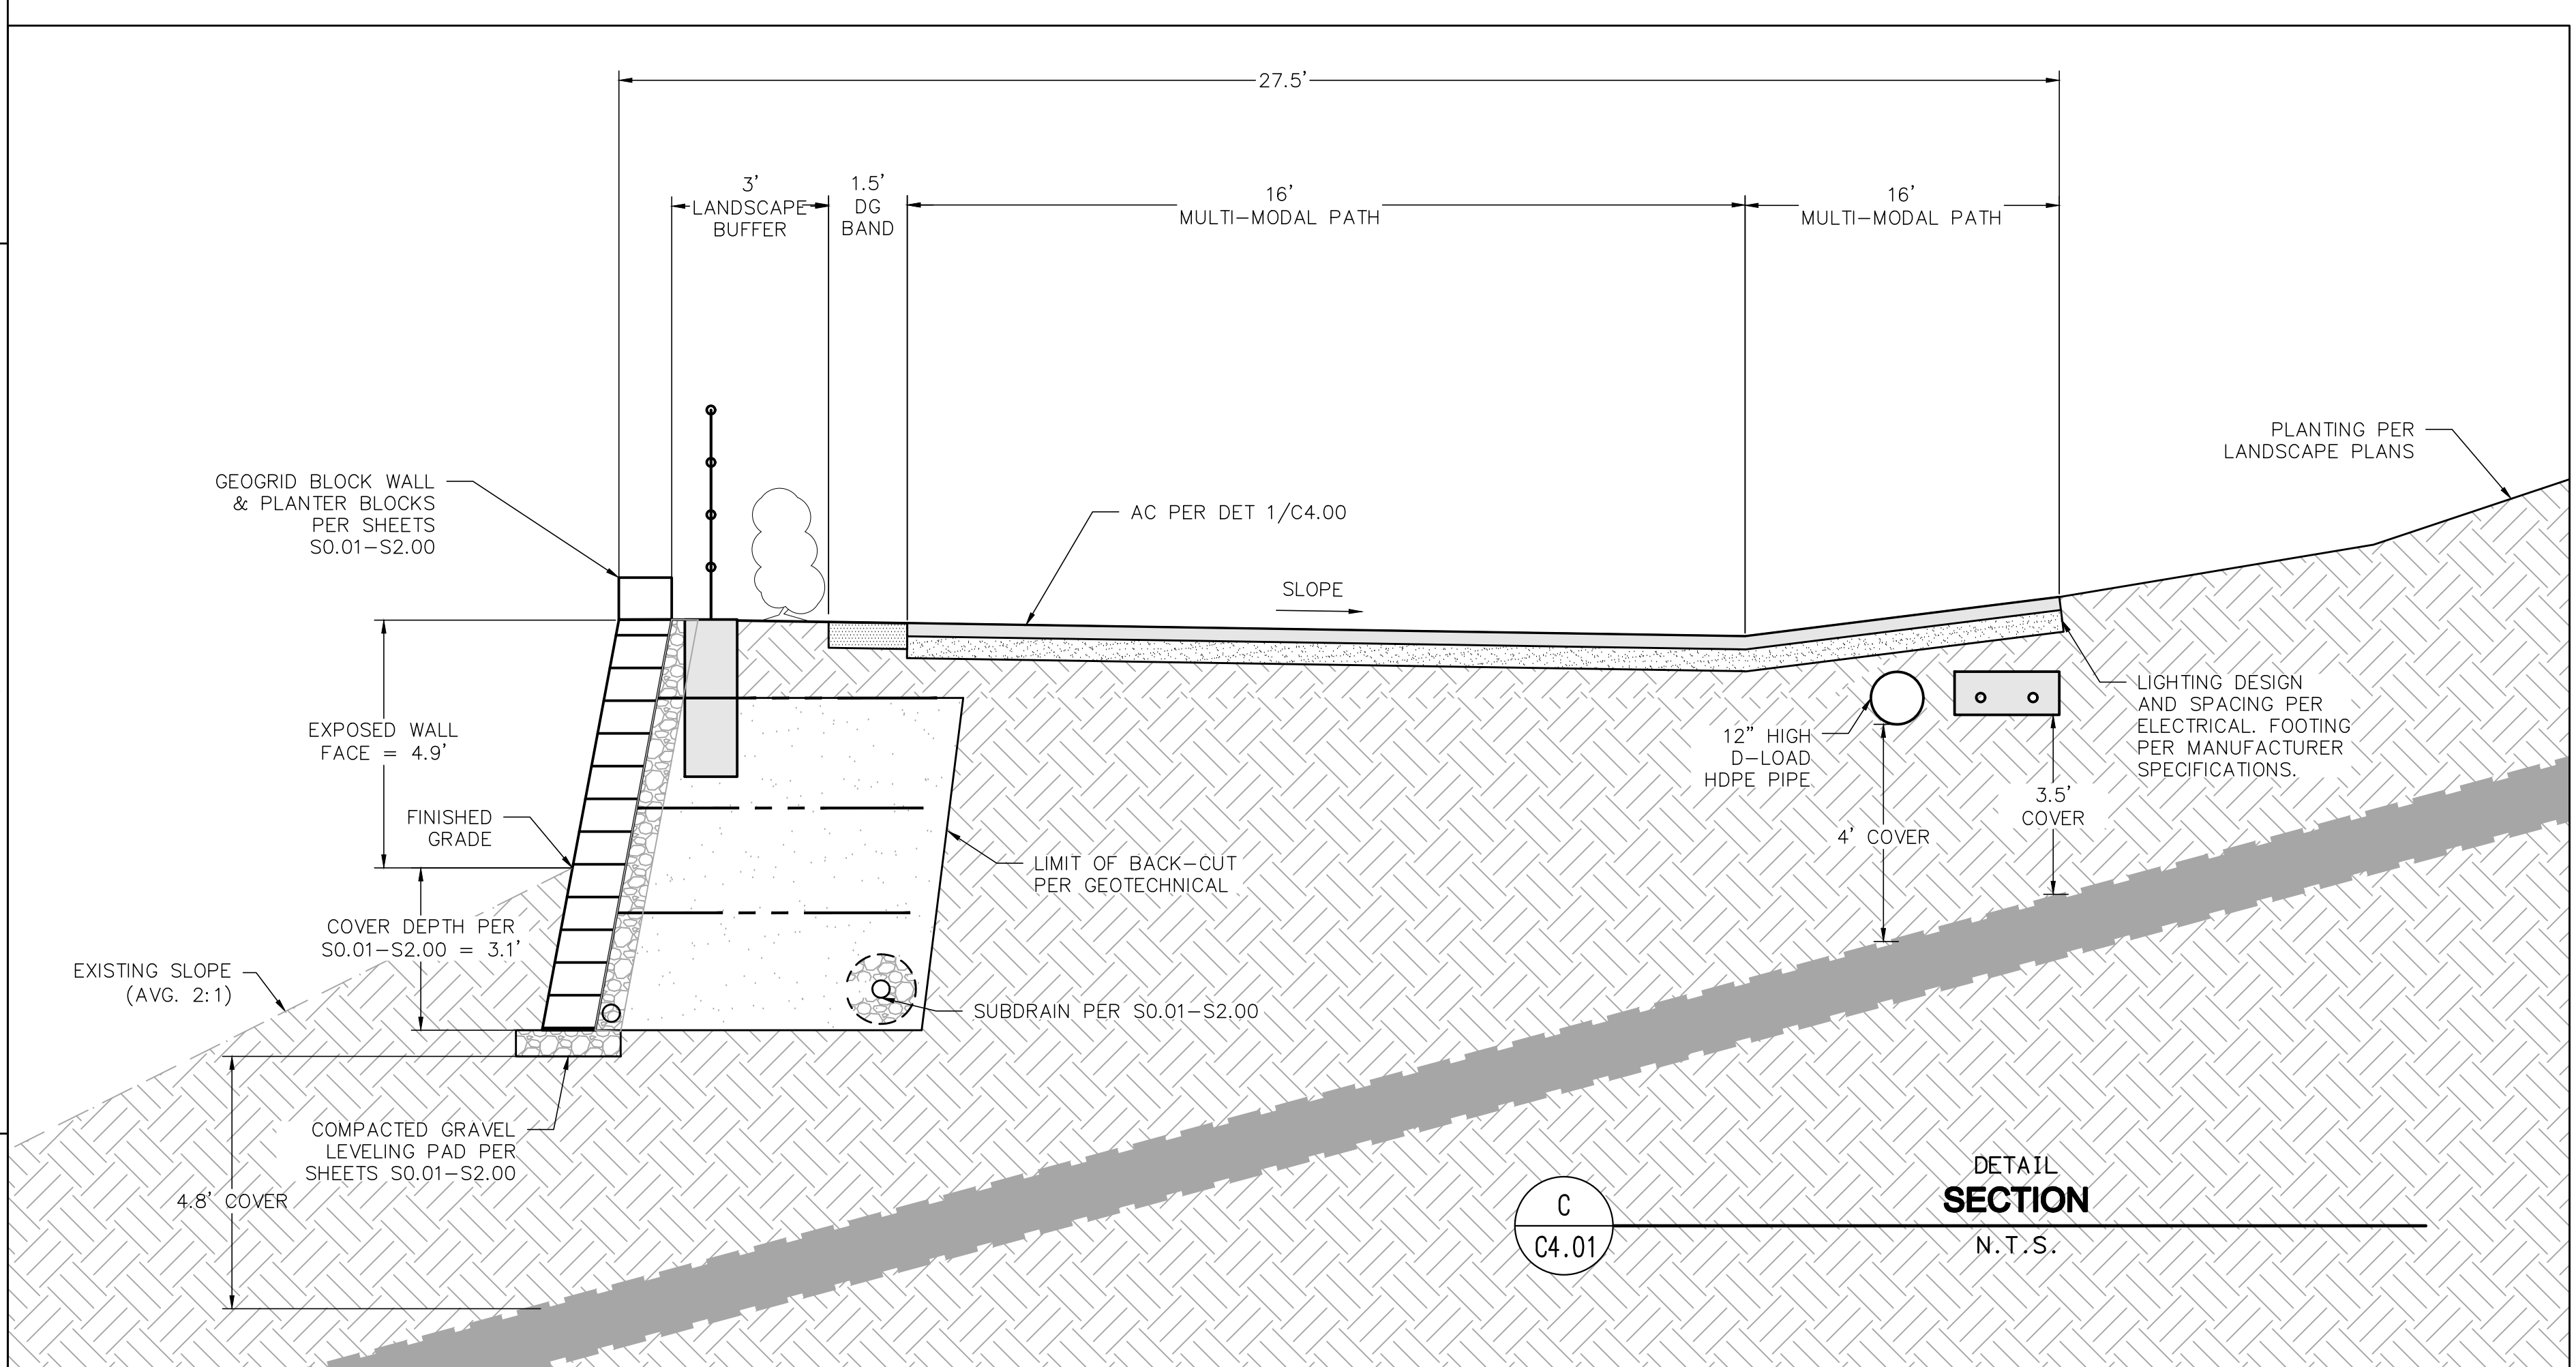 27.5'
3'
LANDSCAPE
BUFFER
1.5'
DG
BAND
16'
MULTI-MODAL PATH
16'
MULTI-MODAL PATH
PLANTING PER
LANDSCAPE PLANS
GEOGRID BLOCK WALL
& PLANTER BLOCKS
PER SHEETS
S0.01-S2.00
AC PER DET 1/C4.00
SLOPE
EXPOSED WALL
FACE = 4.9'
12" HIGH
D-LOAD
HDPE PIPE
LIGHTING DESIGN
AND SPACING PER
ELECTRICAL. FOOTING
PER MANUFACTURER
SPECIFICATIONS.
FINISHED
GRADE
3.5'
COVER
4' COVER
LIMIT OF BACK-CUT
PER GEOTECHNICAL
COVER DEPTH PER
S0.01-S2.00 = 3.1'
EXISTING SLOPE
(AVG. 2:1)
SUBDRAIN PER S0.01-S2.00
COMPACTED GRAVEL
LEVELING PAD PER
SHEETS S0.01-S2.00
4.8' COVER
C
C4.01
DETAIL
SECTION
N.T.S.